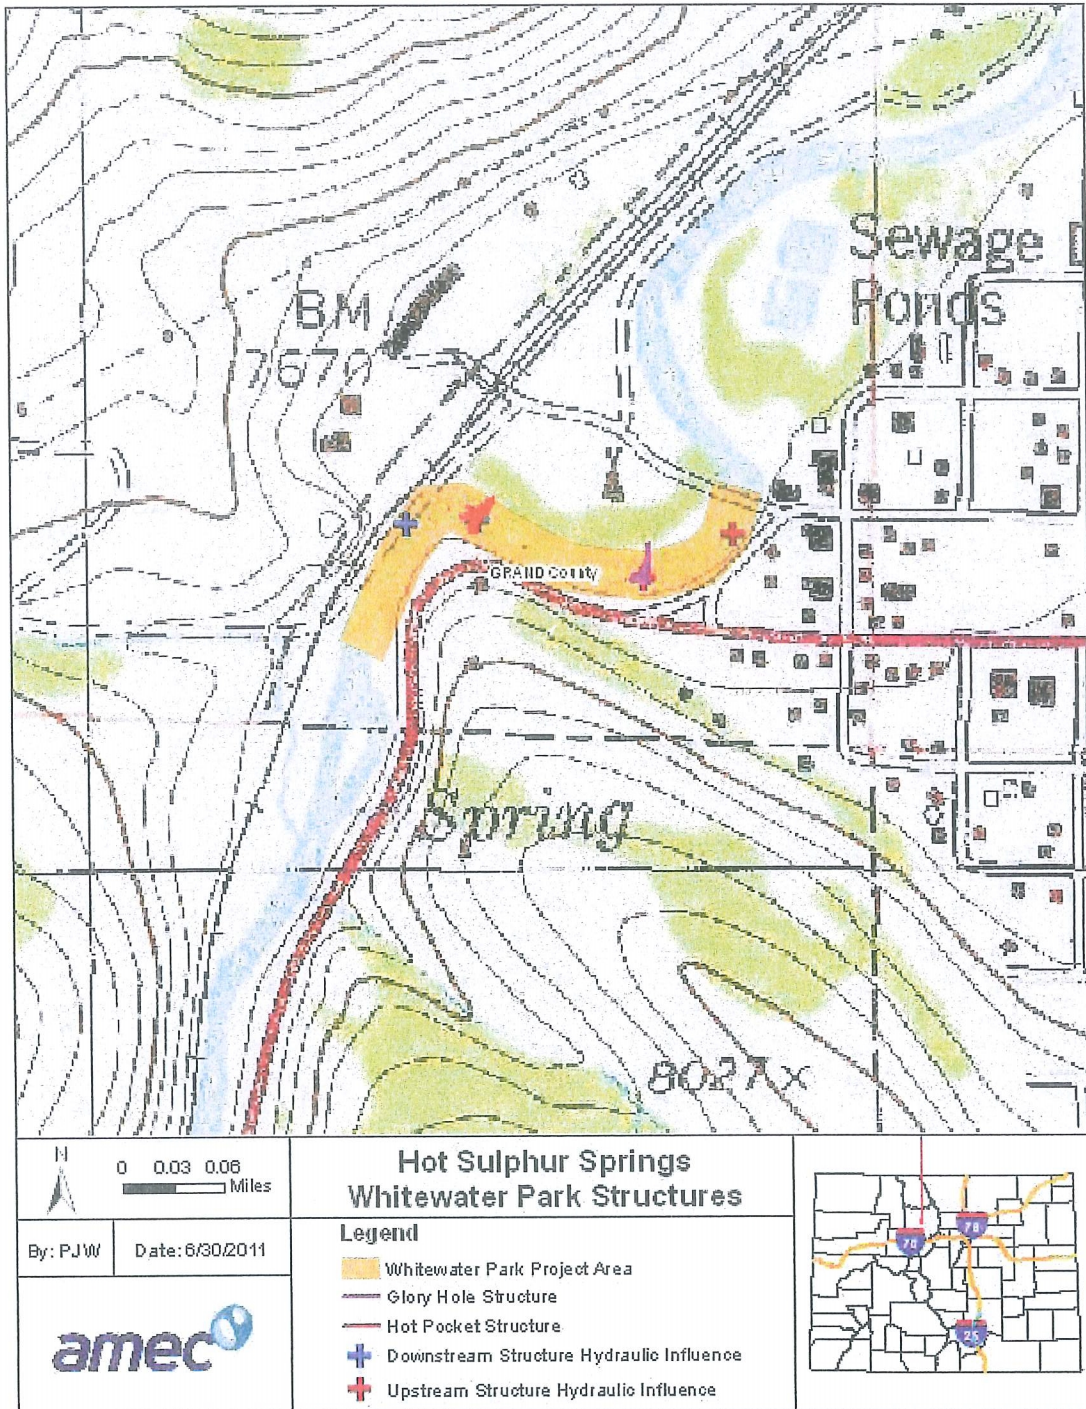 Sewage
Ponds
BM
7670
GRAND County
Spring
8027x
N
0 0.03 0.06
Miles
By: PJW
Date: 6/30/2011
amec
Hot Sulphur Springs
Whitewater Park Structures
Legend
Whitewater Park Project Area
Glory Hole Structure
Hot Pocket Structure
Downstream Structure Hydraulic Influence
Upstream Structure Hydraulic Influence
70
76
25